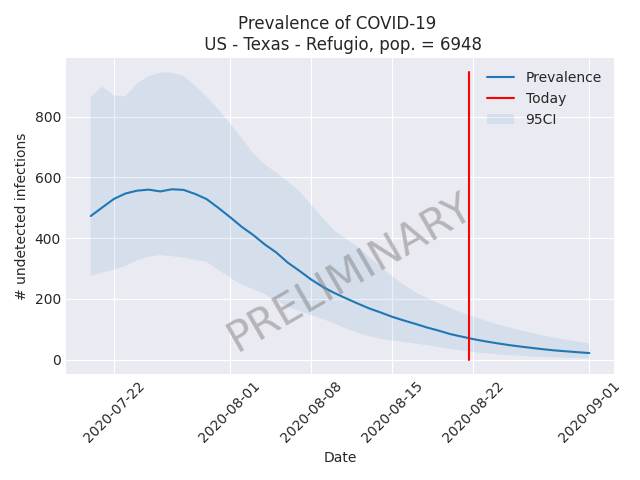 Prevalence of COVID-19
US - Texas - Refugio, pop. = 6948
Prevalence
Today
95CI
# undetected infections
800
600
400
200
0
PRELIMINARY
2020-07-22
2020-08-01
2020-08-08
2020-08-15
2020-08-22
2020-09-01
Date